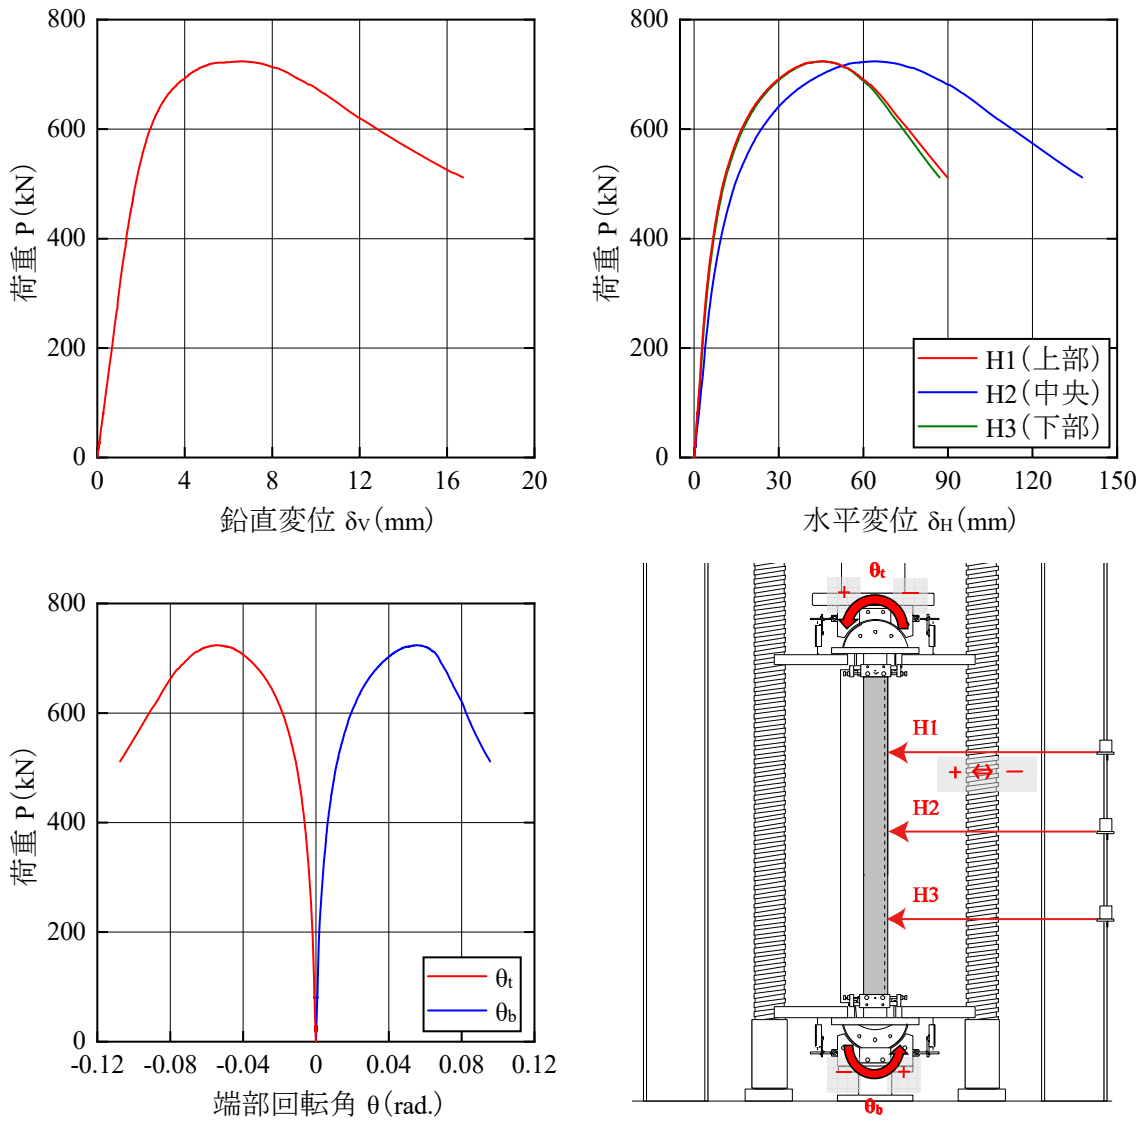 800
600
400
200
0
荷重 P(kN)
0 4 8 12 16 20
鉛直変位 δV(mm)
800
600
400
200
0
荷重 P(kN)
H1(上部)
H2(中央)
H3(下部)
0 30 60 90 120 150
水平変位 δH(mm)
800
600
400
200
0
荷重 P(kN)
θt
θb
-0.12 -0.08 -0.04 0 0.04 0.08 0.12
端部回転角 θ(rad.)
θt
+ −
H1
+ ⇔ −
H2
H3
− +
θb